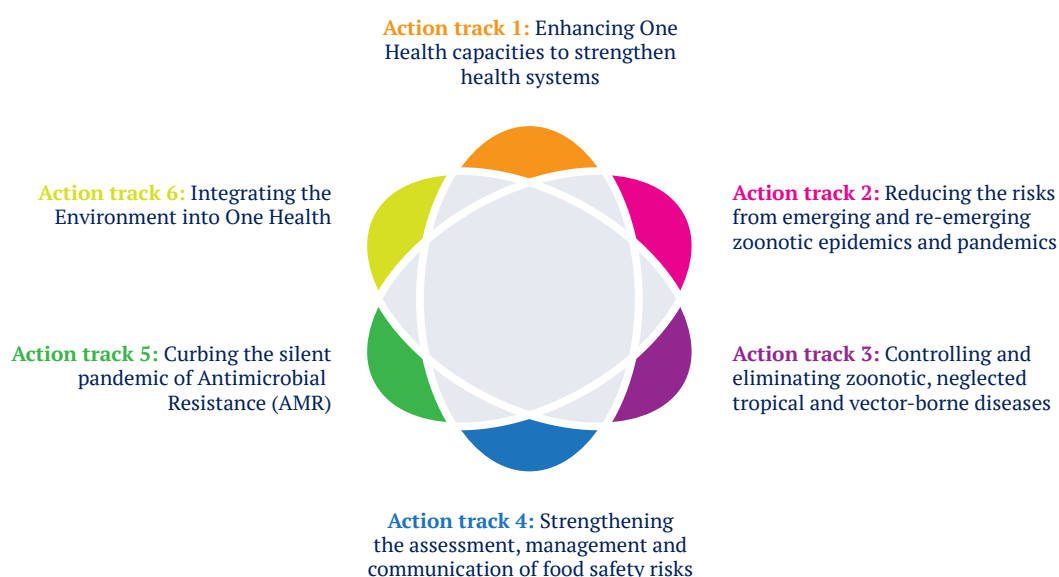 Action track 1: Enhancing One
Health capacities to strengthen
health systems
Action track 6: Integrating the
Environment into One Health
Action track 2: Reducing the risks
from emerging and re-emerging
zoonotic epidemics and pandemics
Action track 5: Curbing the silent
pandemic of Antimicrobial
Resistance (AMR)
Action track 3: Controlling and
eliminating zoonotic, neglected
tropical and vector-borne diseases
Action track 4: Strengthening
the assessment, management and
communication of food safety risks